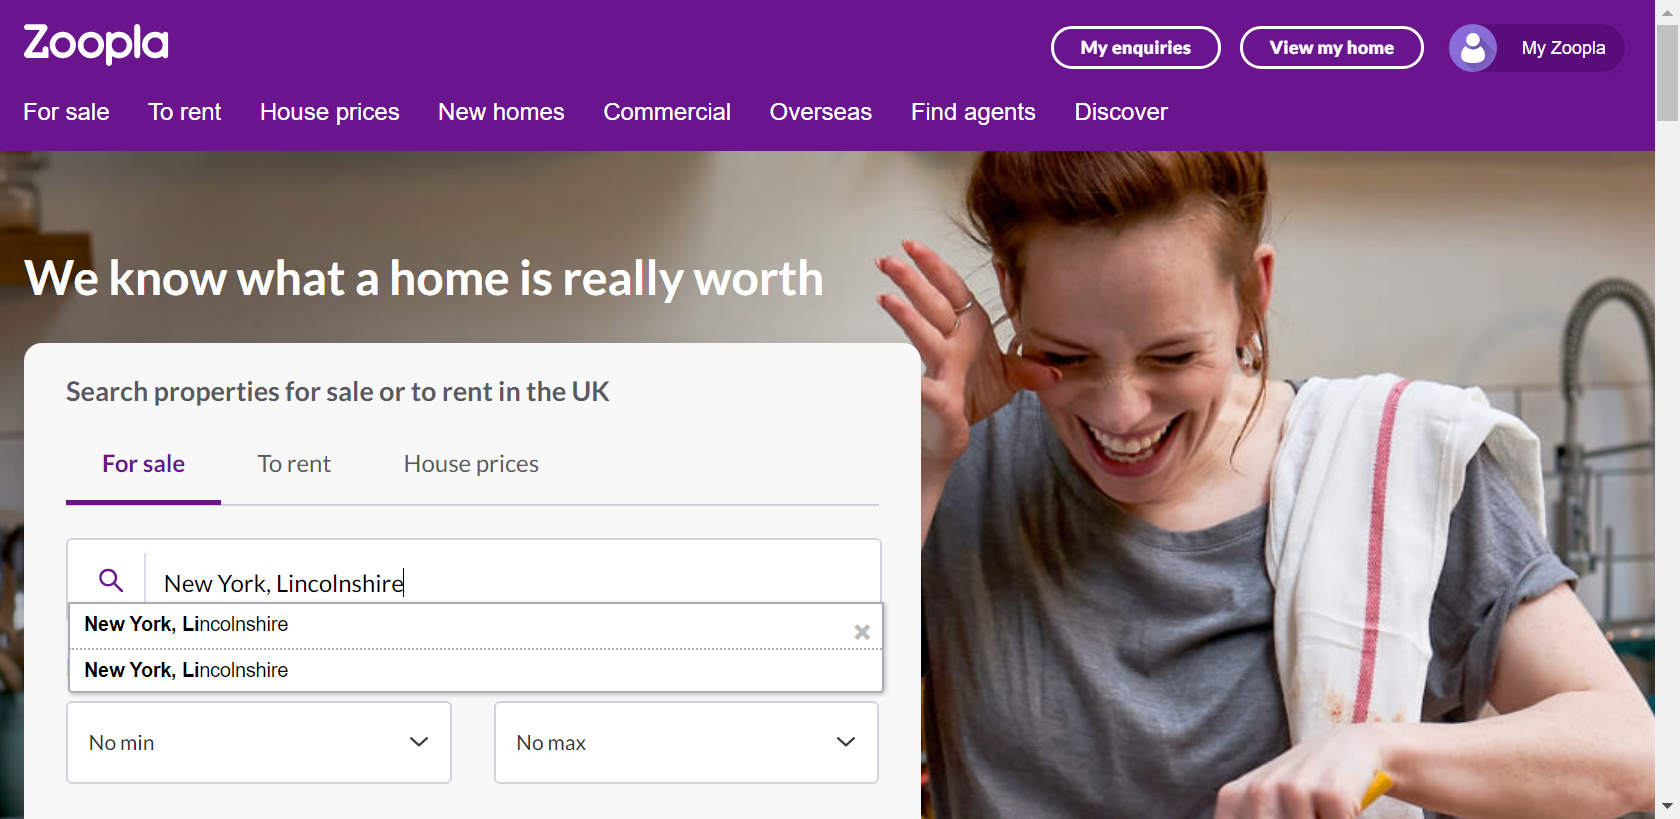 Zoopla
My enquiries
View my home
My Zoopla
For sale
To rent
House prices
New homes
Commercial
Overseas
Find agents
Discover
We know what a home is really worth
Search properties for sale or to rent in the UK
For sale
To rent
House prices
New York, Lincolnshire
New York, Lincolnshire
New York, Lincolnshire
No min
No max